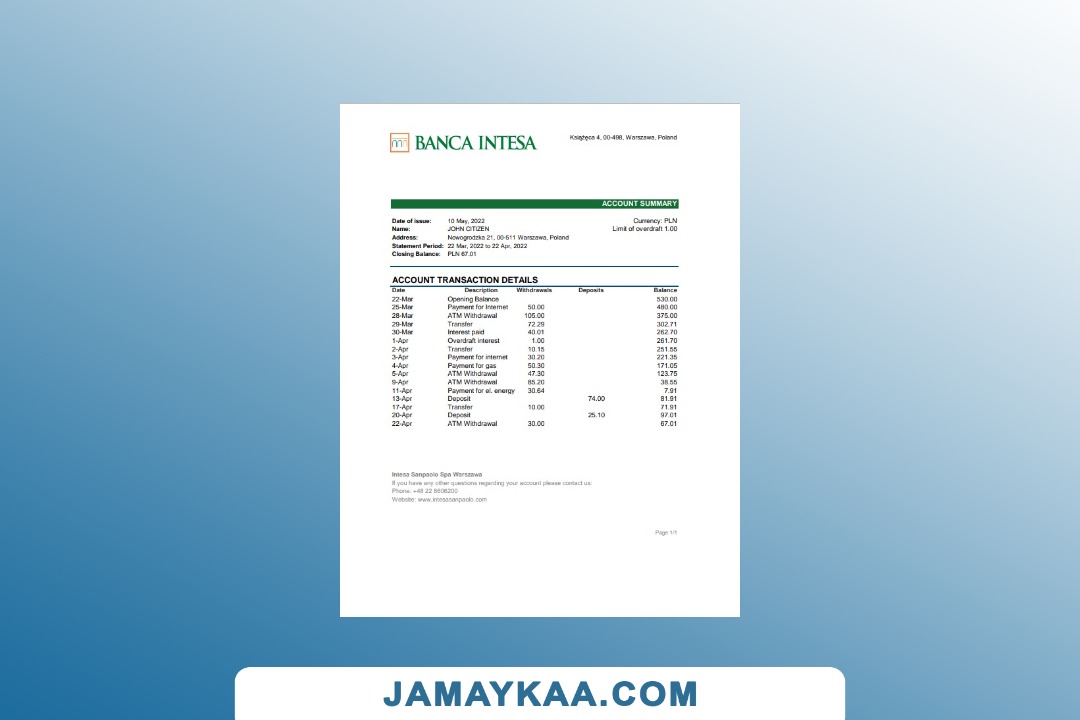 BANCA INTESA
Książęca 4, 00-498, Warszawa, Poland
ACCOUNT SUMMARY
Date of issue: 10 May, 2022 Currency: PLN
Name: JOHN CITIZEN Limit of overdraft 1.00
Address: Nowogrodzka 21, 00-511 Warszawa, Poland
Statement Period: 22 Mar, 2022 to 22 Apr, 2022
Closing Balance: PLN 67.01
ACCOUNT TRANSACTION DETAILS
Date Description Withdrawals Deposits Balance
22-Mar Opening Balance 530.00
25-Mar Payment for Internet 50.00 480.00
28-Mar ATM Withdrawal 105.00 375.00
29-Mar Transfer 72.29 302.71
30-Mar Interest paid 40.01 262.70
1-Apr Overdraft interest 1.00 261.70
2-Apr Transfer 10.15 251.55
3-Apr Payment for internet 30.20 221.35
4-Apr Payment for gas 50.30 171.05
5-Apr ATM Withdrawal 47.30 123.75
9-Apr ATM Withdrawal 85.20 38.55
11-Apr Payment for el. energy 30.64 7.91
13-Apr Deposit 74.00 81.91
17-Apr Transfer 10.00 71.91
20-Apr Deposit 25.10 97.01
22-Apr ATM Withdrawal 30.00 67.01
Intesa Sanpaolo Spa Warszawa
If you have any other questions regarding your account please contact us:
Phone: +48 22 8606200
Website: www.intesasanpaolo.com
Page 1/1
JAMAYKAA.COM